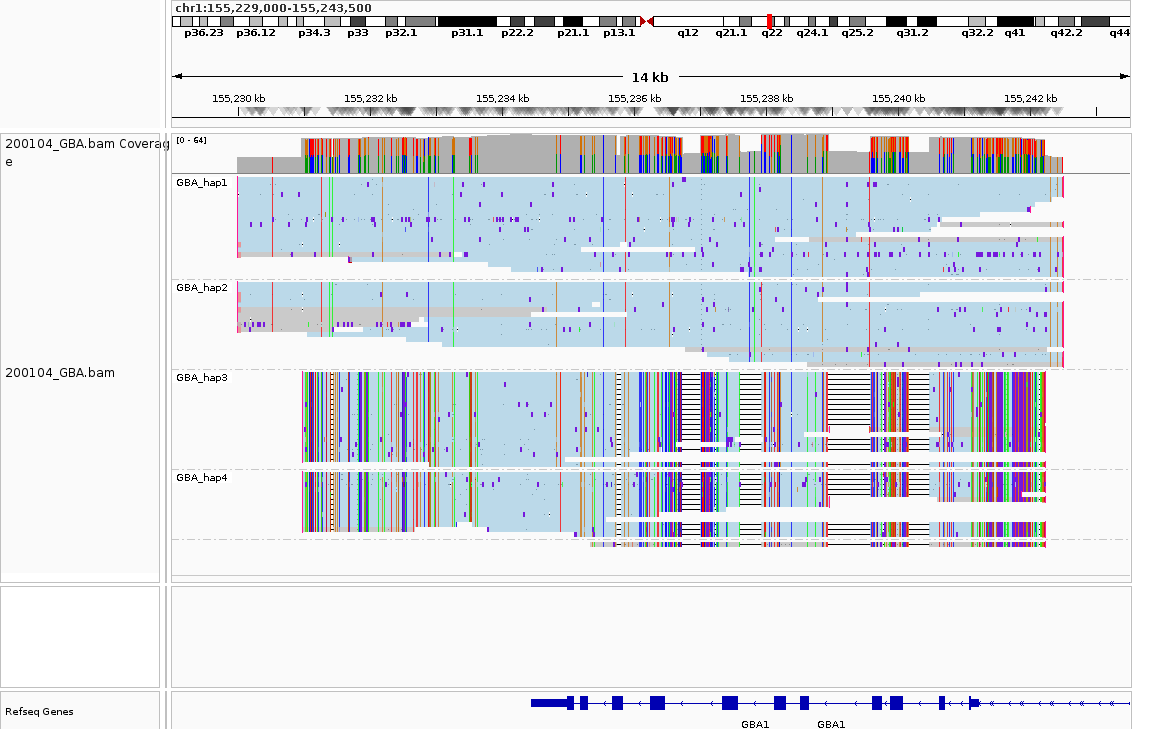 chr1:155,229,000-155,243,500
p36.23 p36.12 p34.3 p33 p32.1 p31.1 p22.2 p21.1 p13.1 q12 q21.1 q22 q24.1 q25.2 q31.2 q32.2 q41 q42.2 q44
14 kb
155,230 kb 155,232 kb 155,234 kb 155,236 kb 155,238 kb 155,240 kb 155,242 kb
200104_GBA.bam Coverag
e
[0 - 64]
GBA_hap1
GBA_hap2
200104_GBA.bam
GBA_hap3
GBA_hap4
Refseq Genes
GBA1 GBA1